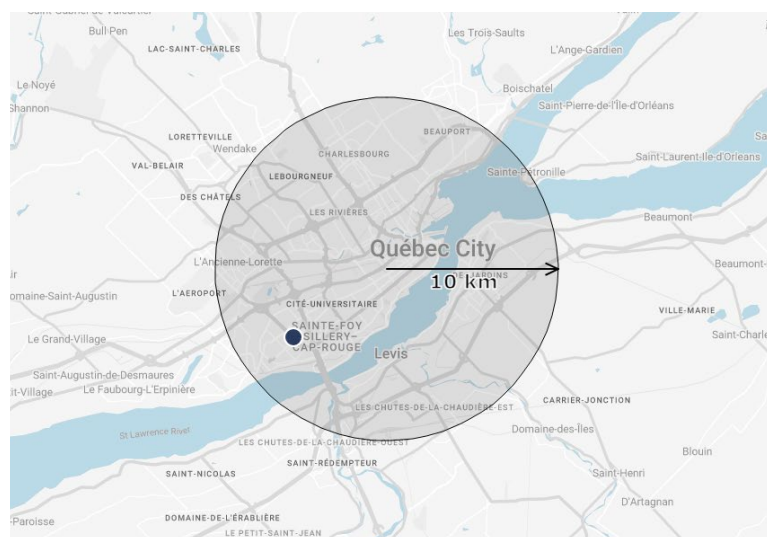 Bull Pen
Les Trois-Saults
LAC-SAINT-CHARLES
L'Ange-Gardien
Le Noyé
Boischatel
Shannon
Saint-Pierre-de-l'Île-d'Orléans
BEAUPORT
LORETTEVILLE
Wendake
CHARLESBOURG
Saint-Laurent-Ile-d'Orleans
VAL-BELAIR
LEBOURGNEUF
Sainte-Pétronille
DES CHÂTELS
LES RIVIÈRES
Beaumont
Québec City
L'Ancienne-Lorette
Beaumont-
DE JARDINS
10 km
L'AEROPORT
omaine-Saint-Augustin
CITÉ-UNIVERSITAIRE
VILLE-MARIE
SAINTE-FOY
SILLERY–
CAP-ROUGE
Saint-Charle
Le Grand-Village
Levis
Saint-Augustin-de-Desmaures
it-Village
Le Faubourg-L'Erpinière
CARRIER-JONCTION
LES CHUTES-DE-LA-CHAUDIÈRE-EST
Domaine-des-Îles
St Lawrence River
LES CHUTES-DE-LA-CHAUDIÈRE-OUEST
Blouin
SAINT-RÉDEMPTEUR
SAINT-NICOLAS
Saint-Henri
D'Artagnan
-Paroisse
DOMAINE-DE-L'ÉRABLIÈRE
LE PETIT-SAINT-JEAN